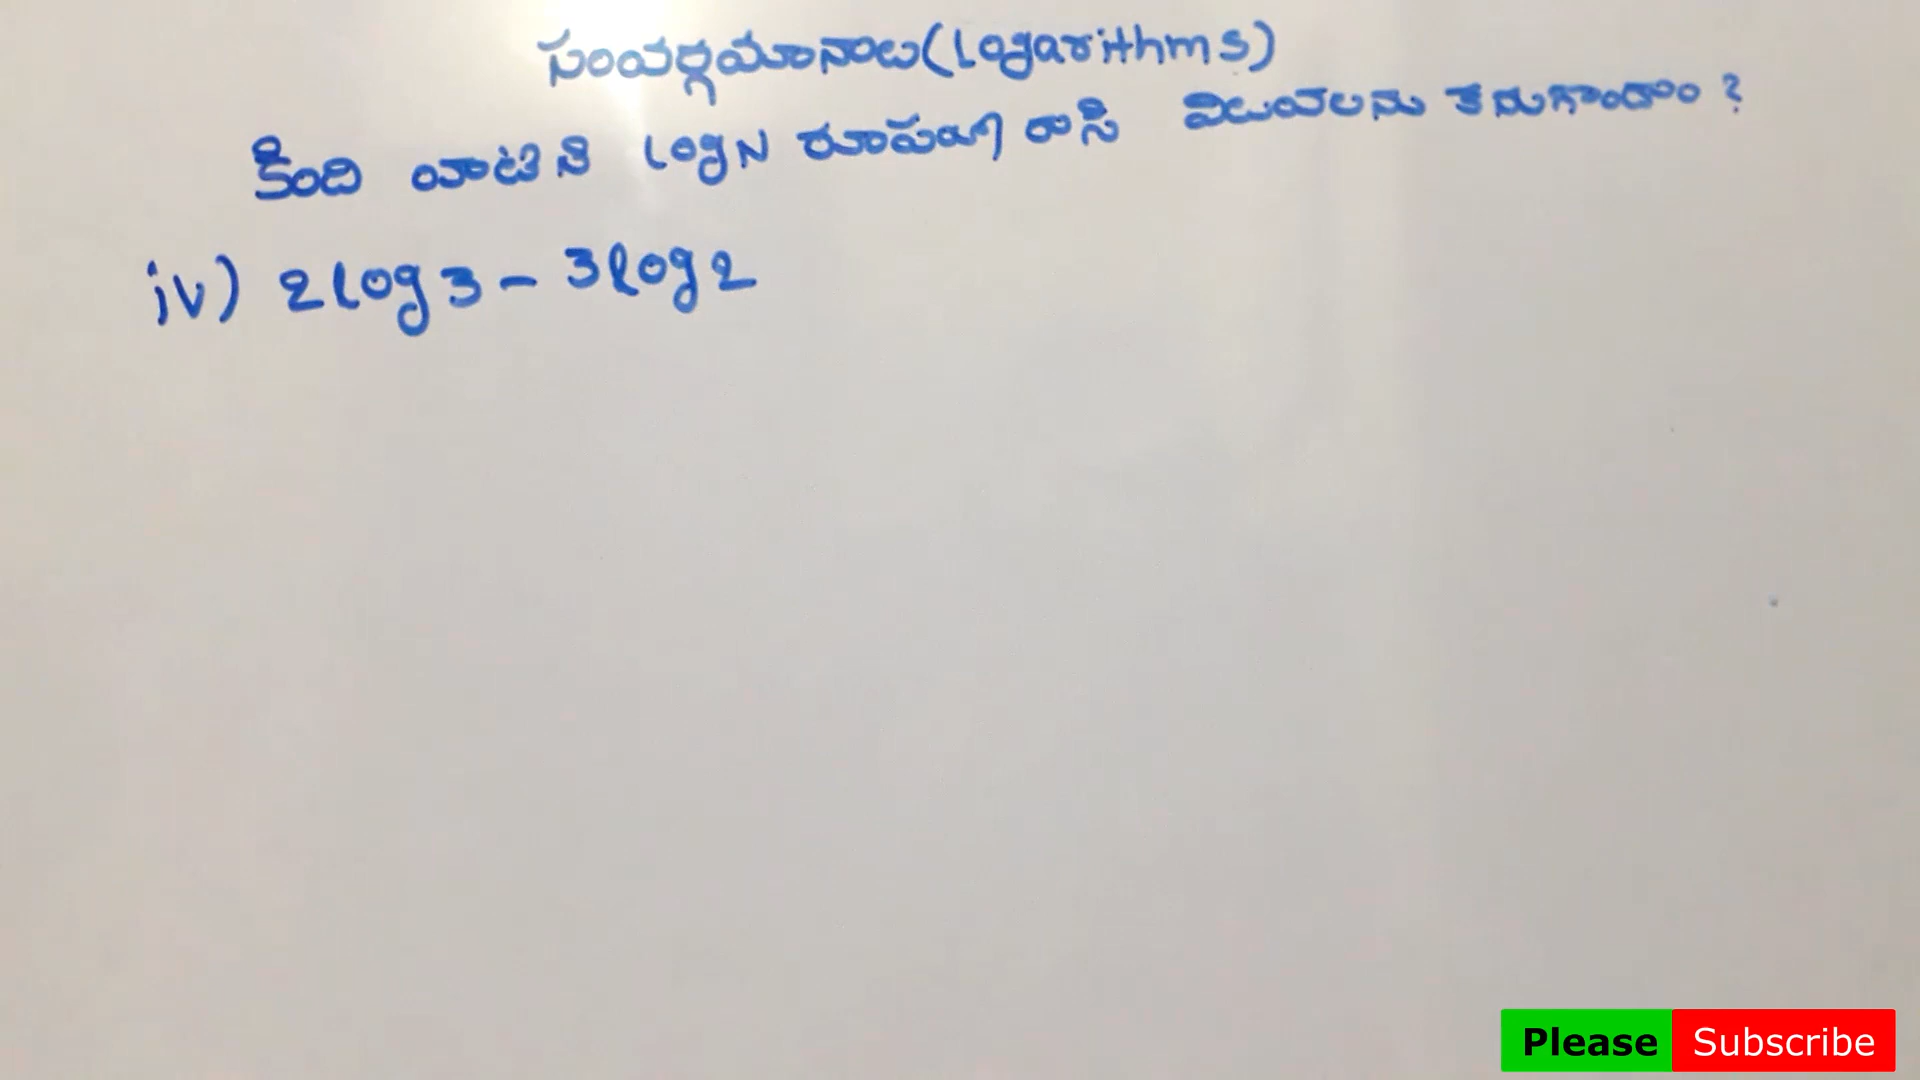 సంవర్గమానాలు(logarithms)
కింది వాటిని logN రూపంలో రాసి విలువలను కనుగొందాం ?
iv) 2log3 - 3log2
Please Subscribe